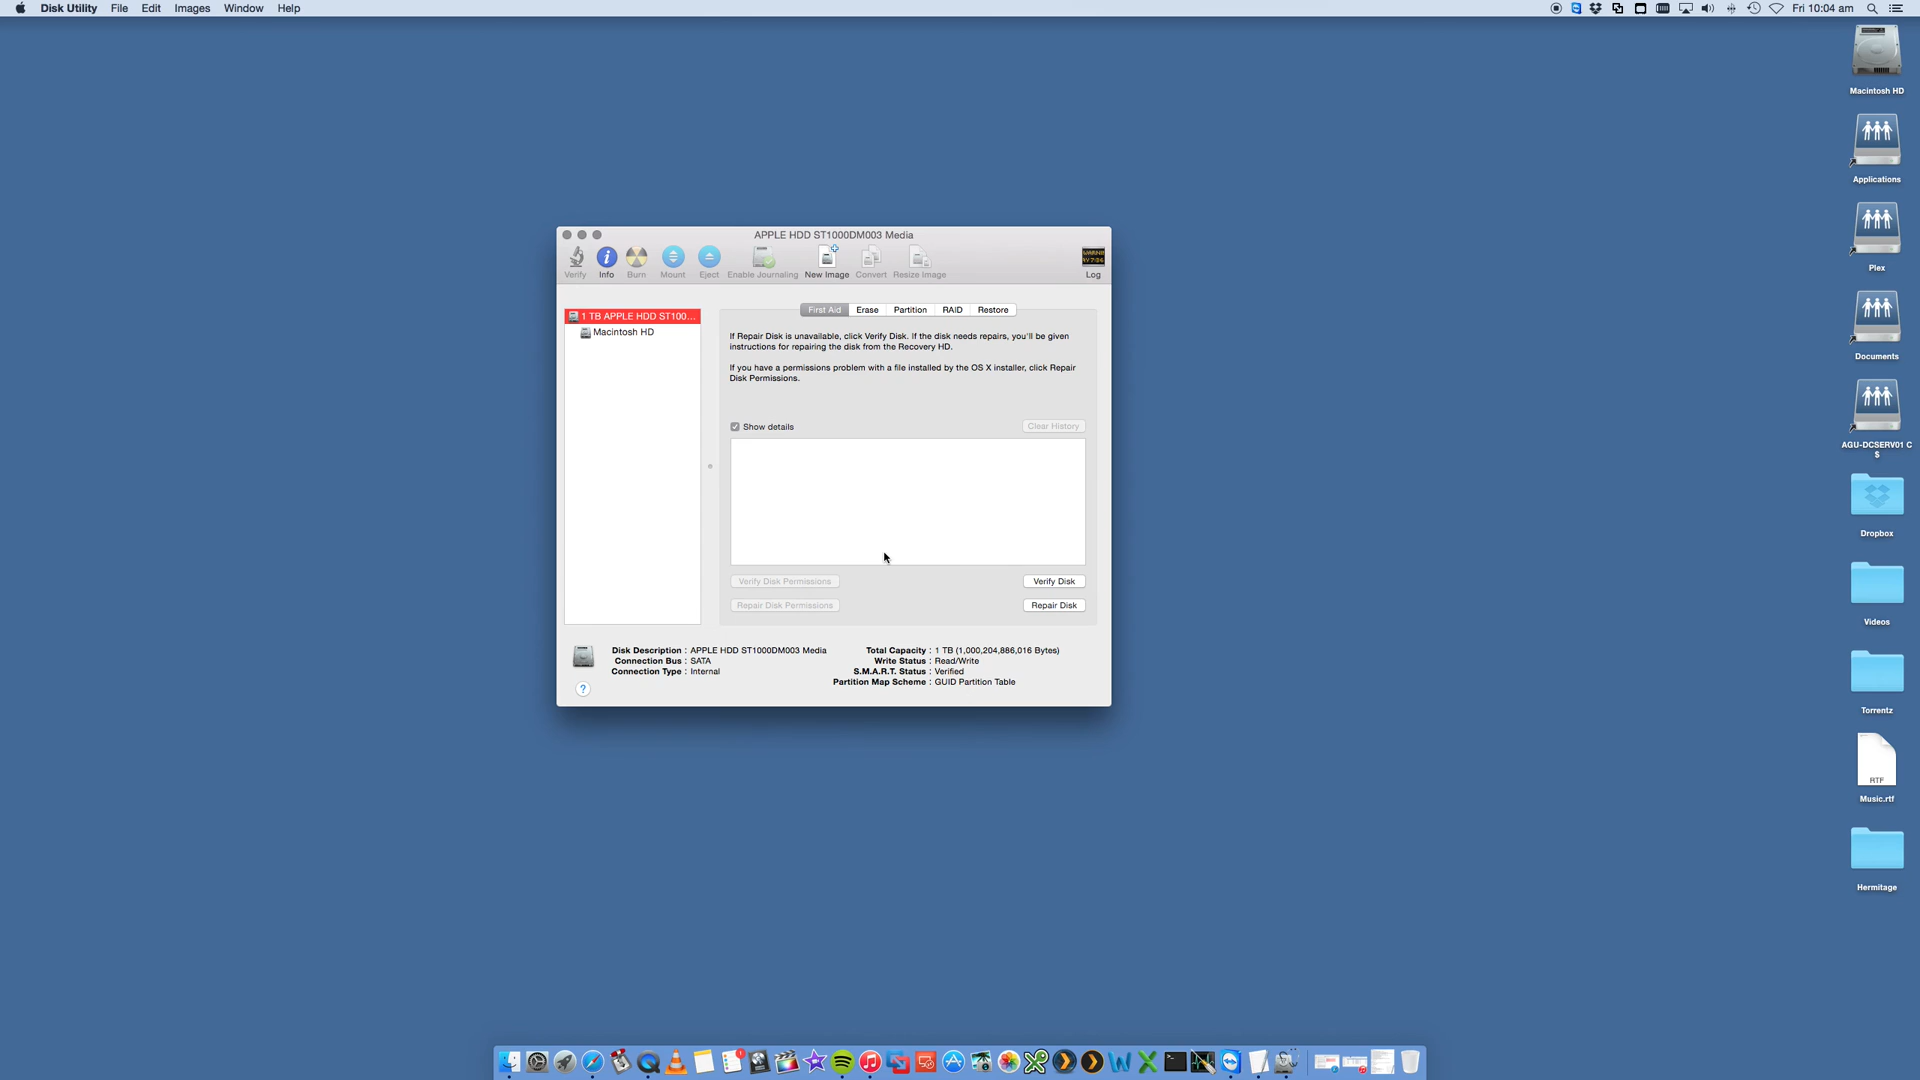 Disk Utility File Edit Images Window Help Fri 10:04 am
APPLE HDD ST1000DM003 Media
Verify Info Burn Mount Eject Enable Journaling New Image Convert Resize Image Log
First Aid Erase Partition RAID Restore
1 TB APPLE HDD ST100...
Macintosh HD
If Repair Disk is unavailable, click Verify Disk. If the disk needs repairs, you'll be given
instructions for repairing the disk from the Recovery HD.
If you have a permissions problem with a file installed by the OS X installer, click Repair
Disk Permissions.
Show details Clear History
Verify Disk Permissions Verify Disk
Repair Disk Permissions Repair Disk
Disk Description : APPLE HDD ST1000DM003 Media
Connection Bus : SATA
Connection Type : Internal
Total Capacity : 1 TB (1,000,204,886,016 Bytes)
Write Status : Read/Write
S.M.A.R.T. Status : Verified
Partition Map Scheme : GUID Partition Table
?
Macintosh HD
Applications
Plex
Documents
AGU-DCSERV01 C
$
Dropbox
Videos
Torrentz
RTF
Music.rtf
Hermitage